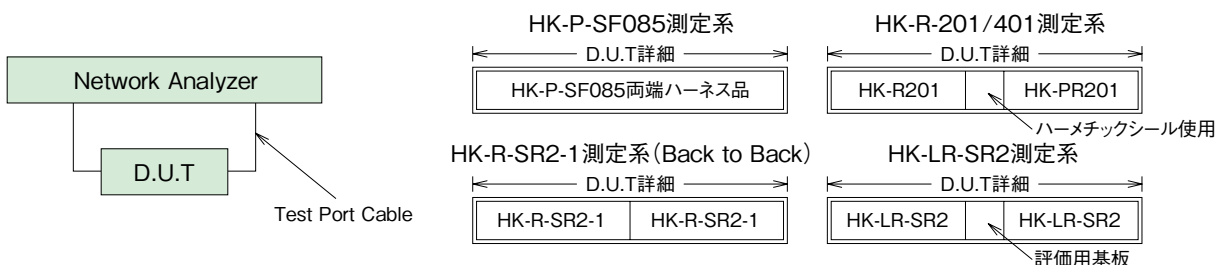 Network Analyzer
D.U.T
Test Port Cable
HK-P-SF085測定系
D.U.T詳細
HK-P-SF085両端ハーネス品
HK-R-201/401測定系
D.U.T詳細
HK-R201
HK-PR201
ハーメチックシール使用
HK-R-SR2-1測定系(Back to Back)
D.U.T詳細
HK-R-SR2-1
HK-R-SR2-1
HK-LR-SR2測定系
D.U.T詳細
HK-LR-SR2
HK-LR-SR2
評価用基板